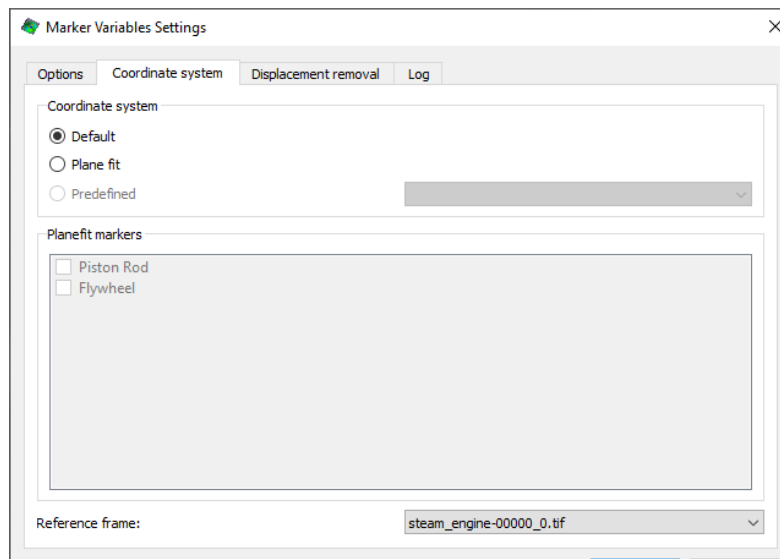 Marker Variables Settings
Options Coordinate system Displacement removal Log
Coordinate system
Default
Plane fit
Predefined
Planefit markers
Piston Rod
Flywheel
Reference frame: steam_engine-00000_0.tif